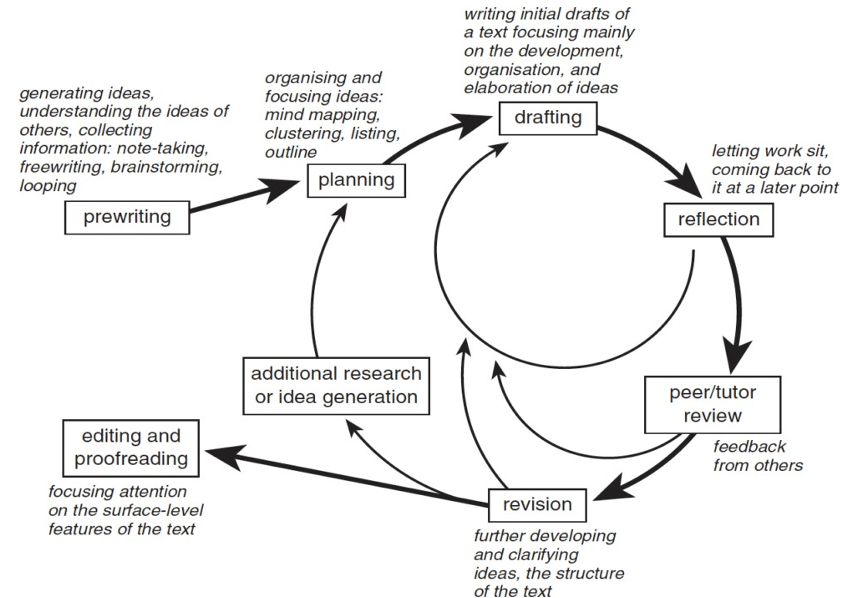 writing initial drafts of
a text focusing mainly
on the development,
organisation, and
elaboration of ideas
drafting
organising and
focusing ideas:
mind mapping,
clustering, listing,
outline
planning
generating ideas,
understanding the ideas of
others, collecting
information: note-taking,
freewriting, brainstorming,
looping
prewriting
letting work sit,
coming back to
it at a later point
reflection
peer/tutor
review
feedback
from others
additional research
or idea generation
editing and
proofreading
focusing attention
on the surface-level
features of the text
revision
further developing
and clarifying
ideas, the structure
of the text